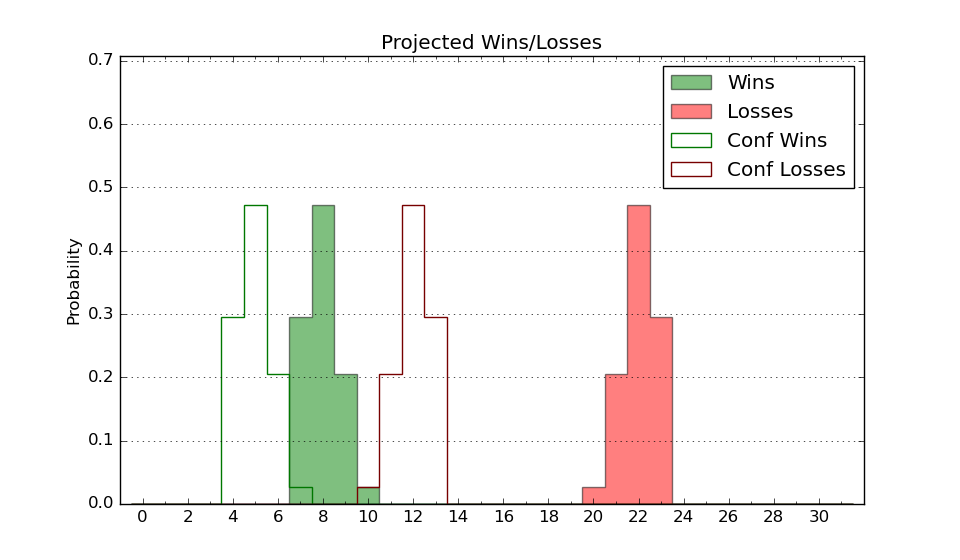 Projected Wins/Losses
0.7
0.6
0.5
0.4
0.3
0.2
0.1
0.0
Probability
Wins
Losses
Conf Wins
Conf Losses
0 2 4 6 8 10 12 14 16 18 20 22 24 26 28 30